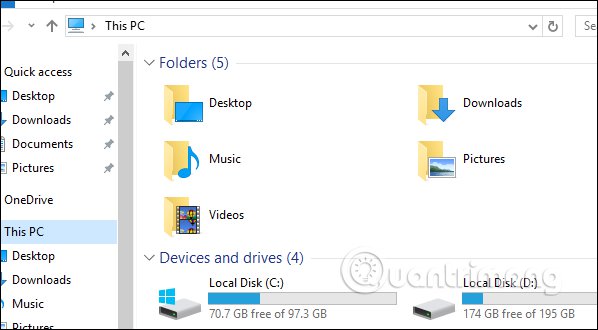 This PC
Sea
Quick access
Desktop
Downloads
Documents
Pictures
OneDrive
This PC
Desktop
Downloads
Music
Pictures
Folders (5)
Desktop
Downloads
Music
Pictures
Videos
Devices and drives (4)
Local Disk (C:)
70.7 GB free of 97.3 GB
Local Disk (D:)
174 GB free of 195 GB
Quantrimang